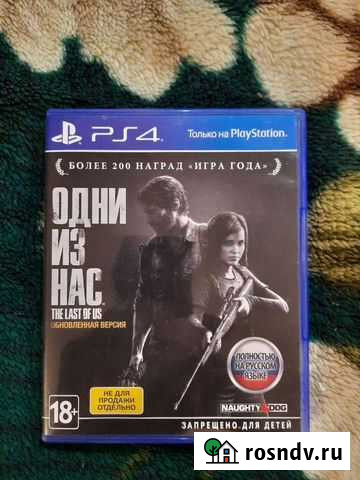 PS4
Только на PlayStation.
БОЛЕЕ 200 НАГРАД «ИГРА ГОДА»
ОДНИ
ИЗ
НАС
THE LAST OF US
ОБНОВЛЕННАЯ ВЕРСИЯ
ПОЛНОСТЬЮ
НА РУССКОМ
ЯЗЫКЕ
НЕ ДЛЯ
ПРОДАЖИ
ОТДЕЛЬНО
18+
NAUGHTY DOG
ЗАПРЕЩЕНО ДЛЯ ДЕТЕЙ
rosndv.ru